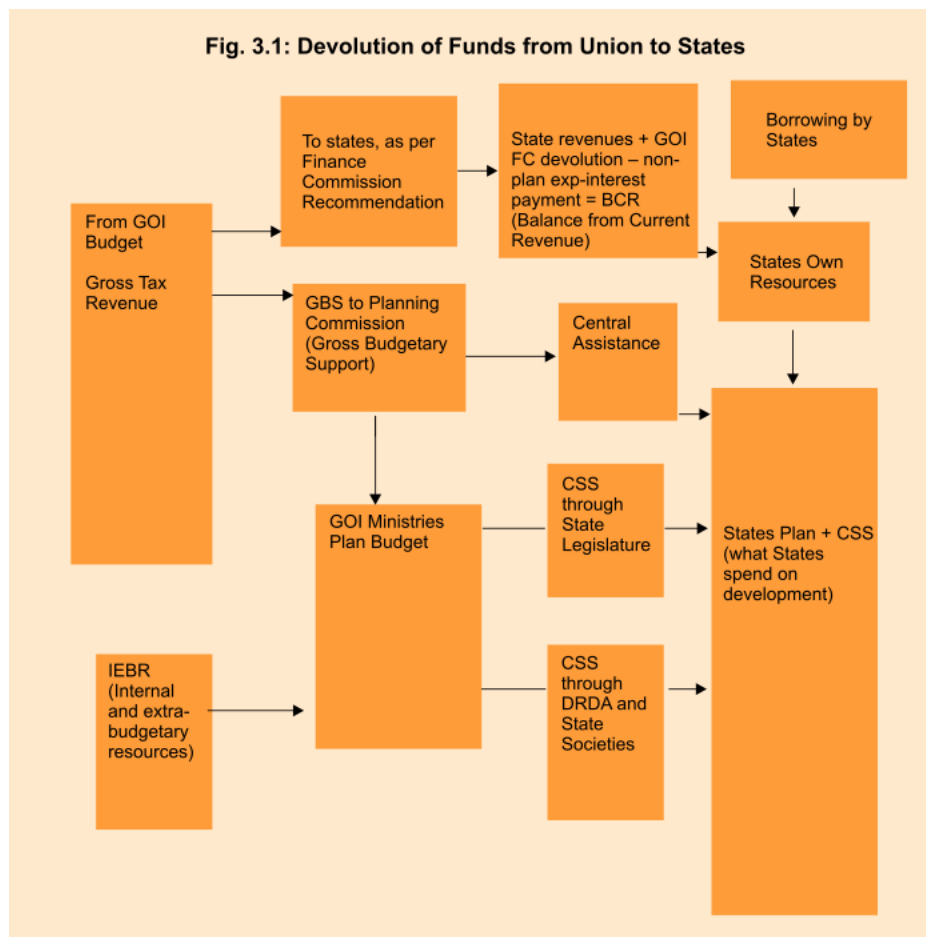 Fig. 3.1: Devolution of Funds from Union to States
To states, as per
Finance
Commission
Recommendation
State revenues + GOI
FC devolution – non-
plan exp-interest
payment = BCR
(Balance from Current
Revenue)
Borrowing by
States
From GOI
Budget
Gross Tax
Revenue
States Own
Resources
GBS to Planning
Commission
(Gross Budgetary
Support)
Central
Assistance
GOI Ministries
Plan Budget
CSS
through
State
Legislature
States Plan + CSS
(what States
spend on
development)
IEBR
(Internal
and extra-
budgetary
resources)
CSS
through
DRDA and
State
Societies